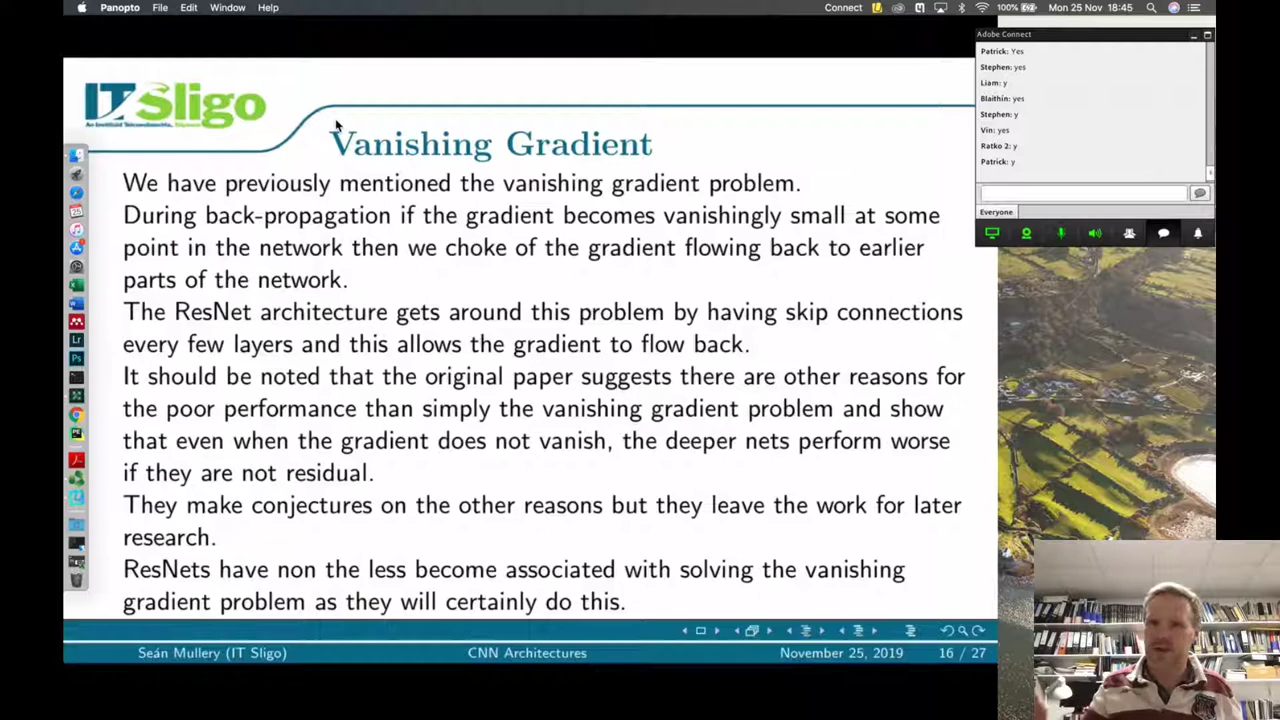 Panopto File Edit Window Help
Connect 100% Mon 25 Nov 18:45
Adobe Connect
Patrick: Yes
Stephen: yes
Liam: y
Blaithín: yes
Stephen: y
Vin: yes
Ratko 2: y
Patrick: y
Everyone
IT Sligo
Vanishing Gradient
We have previously mentioned the vanishing gradient problem.
During back-propagation if the gradient becomes vanishingly small at some
point in the network then we choke of the gradient flowing back to earlier
parts of the network.
The ResNet architecture gets around this problem by having skip connections
every few layers and this allows the gradient to flow back.
It should be noted that the original paper suggests there are other reasons for
the poor performance than simply the vanishing gradient problem and show
that even when the gradient does not vanish, the deeper nets perform worse
if they are not residual.
They make conjectures on the other reasons but they leave the work for later
research.
ResNets have non the less become associated with solving the vanishing
gradient problem as they will certainly do this.
Seán Mullery (IT Sligo) CNN Architectures November 25, 2019 16 / 27
Lr
Ps